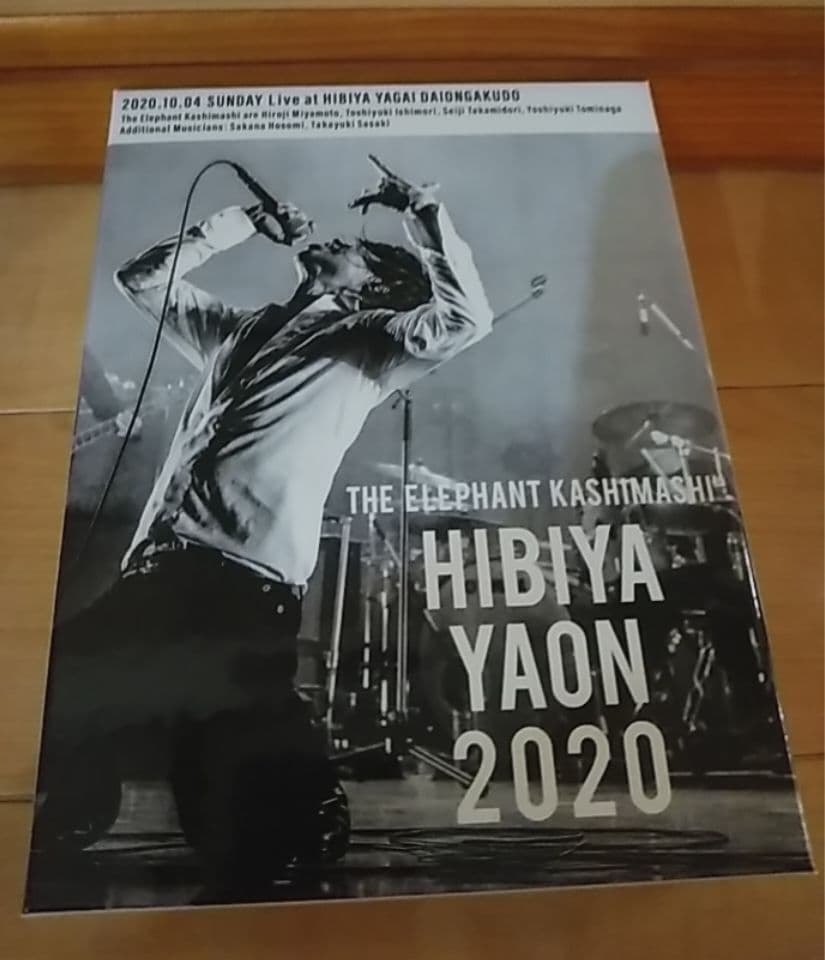 2020.10.04 SUNDAY Live at HIBIYA YAGAI DAIONGAKUDO
The Elephant Kashimashi are Hiroji Miyamoto, Toshiyuki Ishimori, Seiji Takamidori, Yoshiyuki Tominaga
Additional Musicians: Sakana Hosomi, Takayuki Sasaki
THE ELEPHANT KASHIMASHI
HIBIYA
YAON
2020